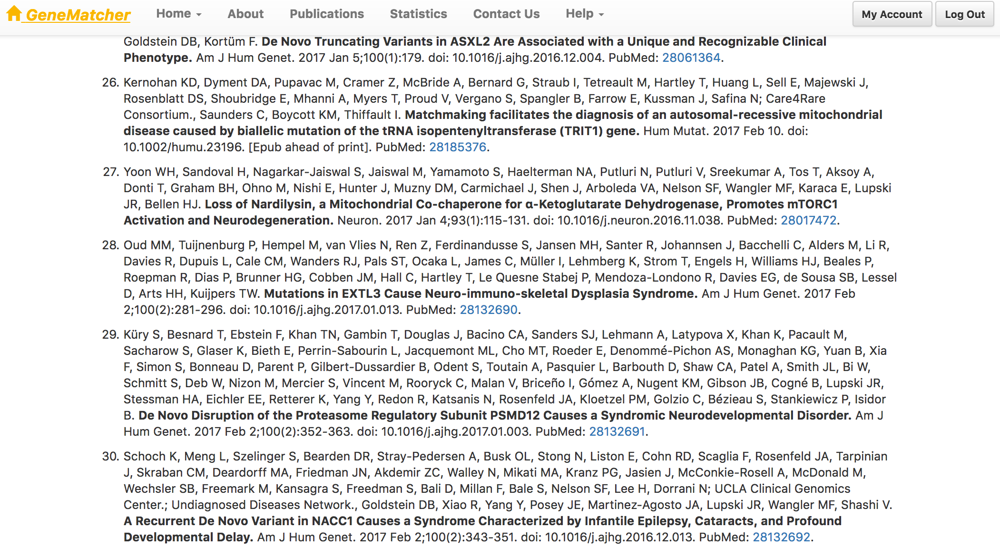 GeneMatcher Home About Publications Statistics Contact Us Help My Account Log Out
Goldstein DB, Kortüm F. De Novo Truncating Variants in ASXL2 Are Associated with a Unique and Recognizable Clinical
Phenotype. Am J Hum Genet. 2017 Jan 5;100(1):179. doi: 10.1016/j.ajhg.2016.12.004. PubMed: 28061364.
26. Kernohan KD, Dyment DA, Pupavac M, Cramer Z, McBride A, Bernard G, Straub I, Tetreault M, Hartley T, Huang L, Sell E, Majewski J,
Rosenblatt DS, Shoubridge E, Mhanni A, Myers T, Proud V, Vergano S, Spangler B, Farrow E, Kussman J, Safina N; Care4Rare
Consortium., Saunders C, Boycott KM, Thiffault I. Matchmaking facilitates the diagnosis of an autosomal-recessive mitochondrial
disease caused by biallelic mutation of the tRNA isopentenyltransferase (TRIT1) gene. Hum Mutat. 2017 Feb 10. doi:
10.1002/humu.23196. [Epub ahead of print]. PubMed: 28185376.
27. Yoon WH, Sandoval H, Nagarkar-Jaiswal S, Jaiswal M, Yamamoto S, Haelterman NA, Putluri N, Putluri V, Sreekumar A, Tos T, Aksoy A,
Donti T, Graham BH, Ohno M, Nishi E, Hunter J, Muzny DM, Carmichael J, Shen J, Arboleda VA, Nelson SF, Wangler MF, Karaca E, Lupski
JR, Bellen HJ. Loss of Nardilysin, a Mitochondrial Co-chaperone for α-Ketoglutarate Dehydrogenase, Promotes mTORC1
Activation and Neurodegeneration. Neuron. 2017 Jan 4;93(1):115-131. doi: 10.1016/j.neuron.2016.11.038. PubMed: 28017472.
28. Oud MM, Tuijnenburg P, Hempel M, van Vlies N, Ren Z, Ferdinandusse S, Jansen MH, Santer R, Johannsen J, Bacchelli C, Alders M, Li R,
Davies R, Dupuis L, Cale CM, Wanders RJ, Pals ST, Ocaka L, James C, Müller I, Lehmberg K, Strom T, Engels H, Williams HJ, Beales P,
Roepman R, Dias P, Brunner HG, Cobben JM, Hall C, Hartley T, Le Quesne Stabej P, Mendoza-Londono R, Davies EG, de Sousa SB, Lessel
D, Arts HH, Kuijpers TW. Mutations in EXTL3 Cause Neuro-immuno-skeletal Dysplasia Syndrome. Am J Hum Genet. 2017 Feb
2;100(2):281-296. doi: 10.1016/j.ajhg.2017.01.013. PubMed: 28132690.
29. Küry S, Besnard T, Ebstein F, Khan TN, Gambin T, Douglas J, Bacino CA, Sanders SJ, Lehmann A, Latypova X, Khan K, Pacault M,
Sacharow S, Glaser K, Bieth E, Perrin-Sabourin L, Jacquemont ML, Cho MT, Roeder E, Denommé-Pichon AS, Monaghan KG, Yuan B, Xia
F, Simon S, Bonneau D, Parent P, Gilbert-Dussardier B, Odent S, Toutain A, Pasquier L, Barbouth D, Shaw CA, Patel A, Smith JL, Bi W,
Schmitt S, Deb W, Nizon M, Mercier S, Vincent M, Rooryck C, Malan V, Briceño I, Gómez A, Nugent KM, Gibson JB, Cogné B, Lupski JR,
Stessman HA, Eichler EE, Retterer K, Yang Y, Redon R, Katsanis N, Rosenfeld JA, Kloetzel PM, Golzio C, Bézieau S, Stankiewicz P, Isidor
B. De Novo Disruption of the Proteasome Regulatory Subunit PSMD12 Causes a Syndromic Neurodevelopmental Disorder. Am J
Hum Genet. 2017 Feb 2;100(2):352-363. doi: 10.1016/j.ajhg.2017.01.003. PubMed: 28132691.
30. Schoch K, Meng L, Szelinger S, Bearden DR, Stray-Pedersen A, Busk OL, Stong N, Liston E, Cohn RD, Scaglia F, Rosenfeld JA, Tarpinian
J, Skraban CM, Deardorff MA, Friedman JN, Akdemir ZC, Walley N, Mikati MA, Kranz PG, Jasien J, McConkie-Rosell A, McDonald M,
Wechsler SB, Freemark M, Kansagra S, Freedman S, Bali D, Millan F, Bale S, Nelson SF, Lee H, Dorrani N; UCLA Clinical Genomics
Center.; Undiagnosed Diseases Network., Goldstein DB, Xiao R, Yang Y, Posey JE, Martinez-Agosto JA, Lupski JR, Wangler MF, Shashi V.
A Recurrent De Novo Variant in NACC1 Causes a Syndrome Characterized by Infantile Epilepsy, Cataracts, and Profound
Developmental Delay. Am J Hum Genet. 2017 Feb 2;100(2):343-351. doi: 10.1016/j.ajhg.2016.12.013. PubMed: 28132692.